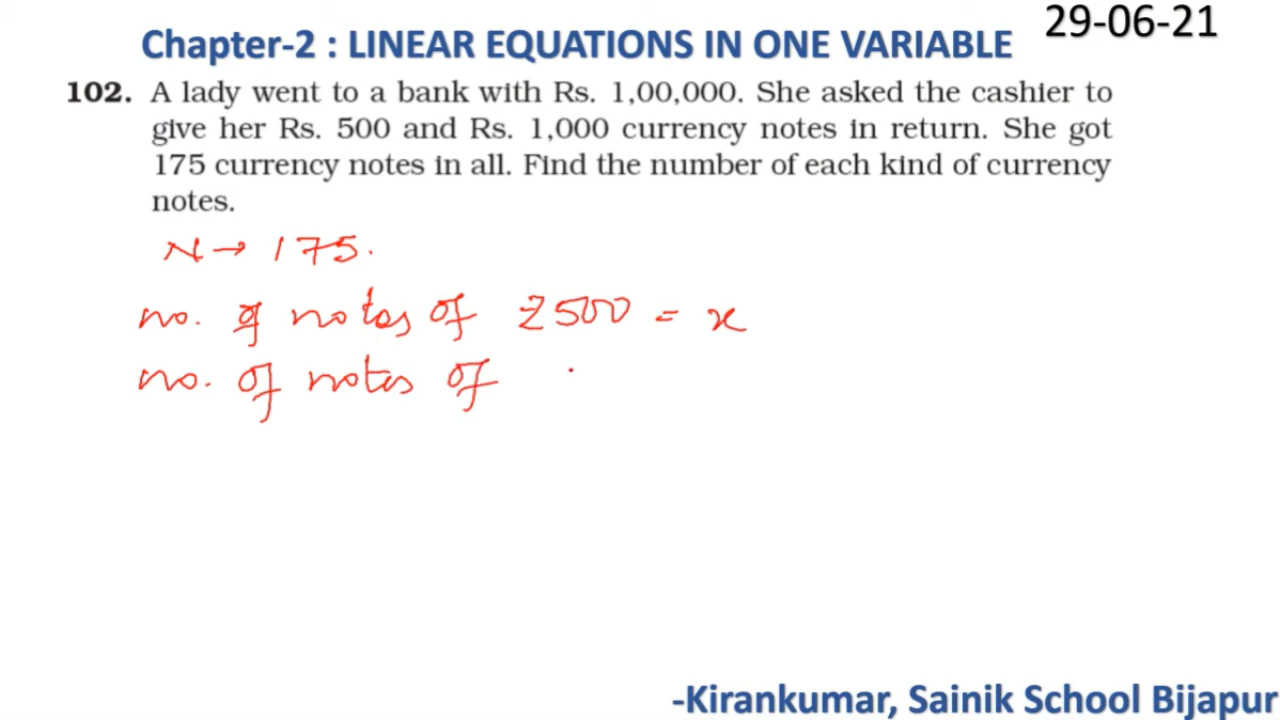 29-06-21
Chapter-2 : LINEAR EQUATIONS IN ONE VARIABLE
102. A lady went to a bank with Rs. 1,00,000. She asked the cashier to
give her Rs. 500 and Rs. 1,000 currency notes in return. She got
175 currency notes in all. Find the number of each kind of currency
notes.
N → 175.
no. of notes of ₹500 = x
no. of notes of
-Kirankumar, Sainik School Bijapur